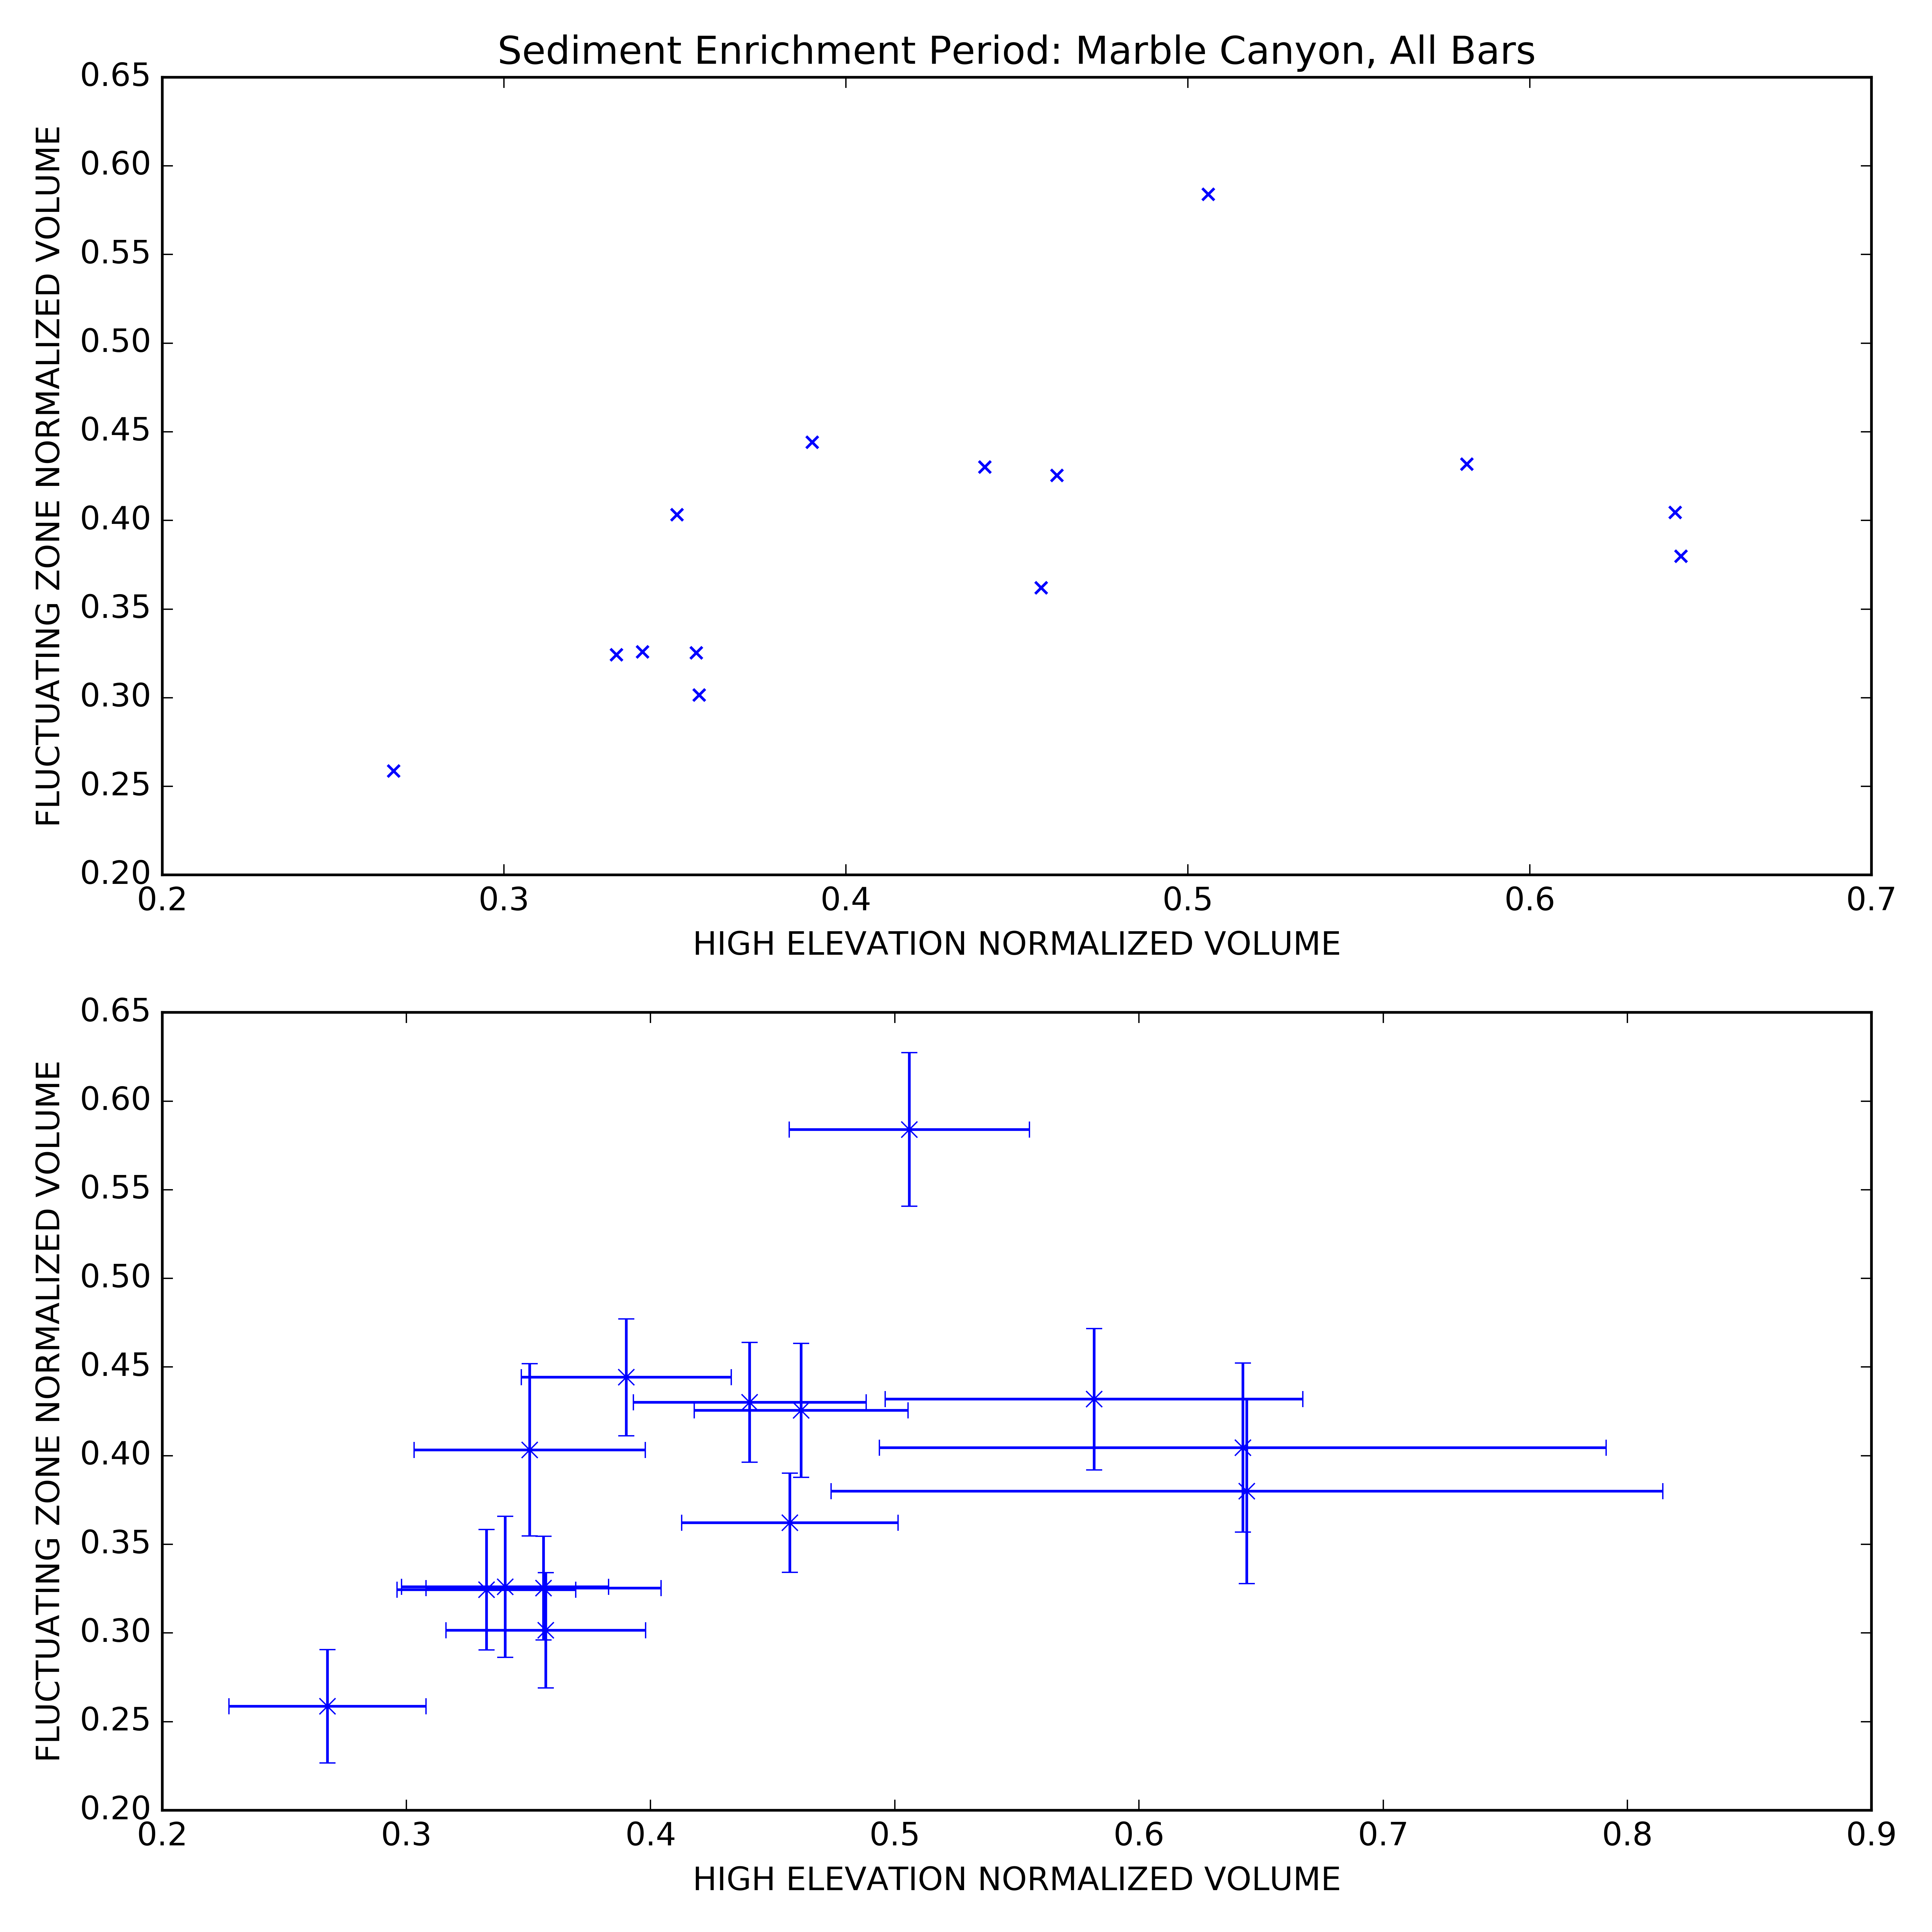 Sediment Enrichment Period: Marble Canyon, All Bars
FLUCTUATING ZONE NORMALIZED VOLUME
0.65
0.60
0.55
0.50
0.45
0.40
0.35
0.30
0.25
0.20
0.2 0.3 0.4 0.5 0.6 0.7
HIGH ELEVATION NORMALIZED VOLUME
FLUCTUATING ZONE NORMALIZED VOLUME
0.65
0.60
0.55
0.50
0.45
0.40
0.35
0.30
0.25
0.20
0.2 0.3 0.4 0.5 0.6 0.7 0.8 0.9
HIGH ELEVATION NORMALIZED VOLUME